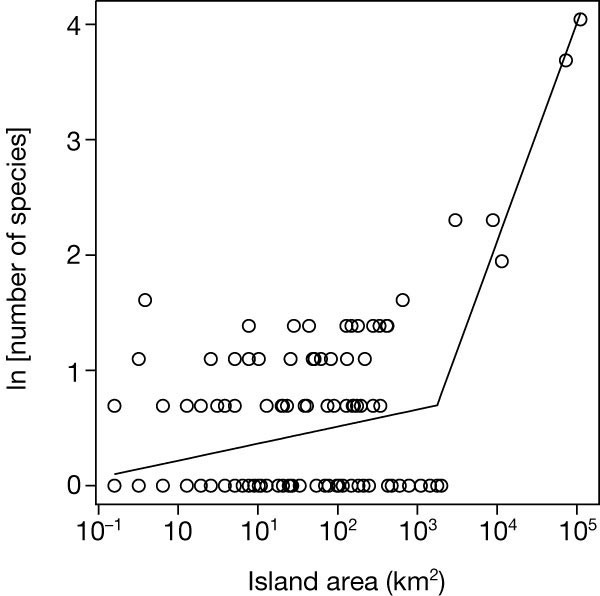 4
3
2
1
0
ln [number of species]
10⁻¹ 10 10¹ 10² 10³ 10⁴ 10⁵
Island area (km²)